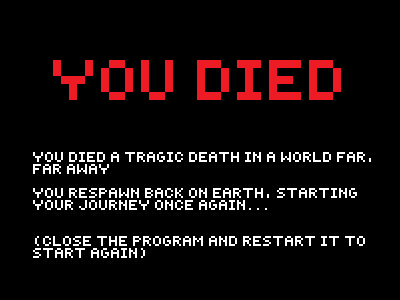 YOU DIED
YOU DIED A TRAGIC DEATH IN A WORLD FAR,
FAR AWAY
YOU RESPAWN BACK ON EARTH, STARTING
YOUR JOURNEY ONCE AGAIN...
(CLOSE THE PROGRAM AND RESTART IT TO
START AGAIN)